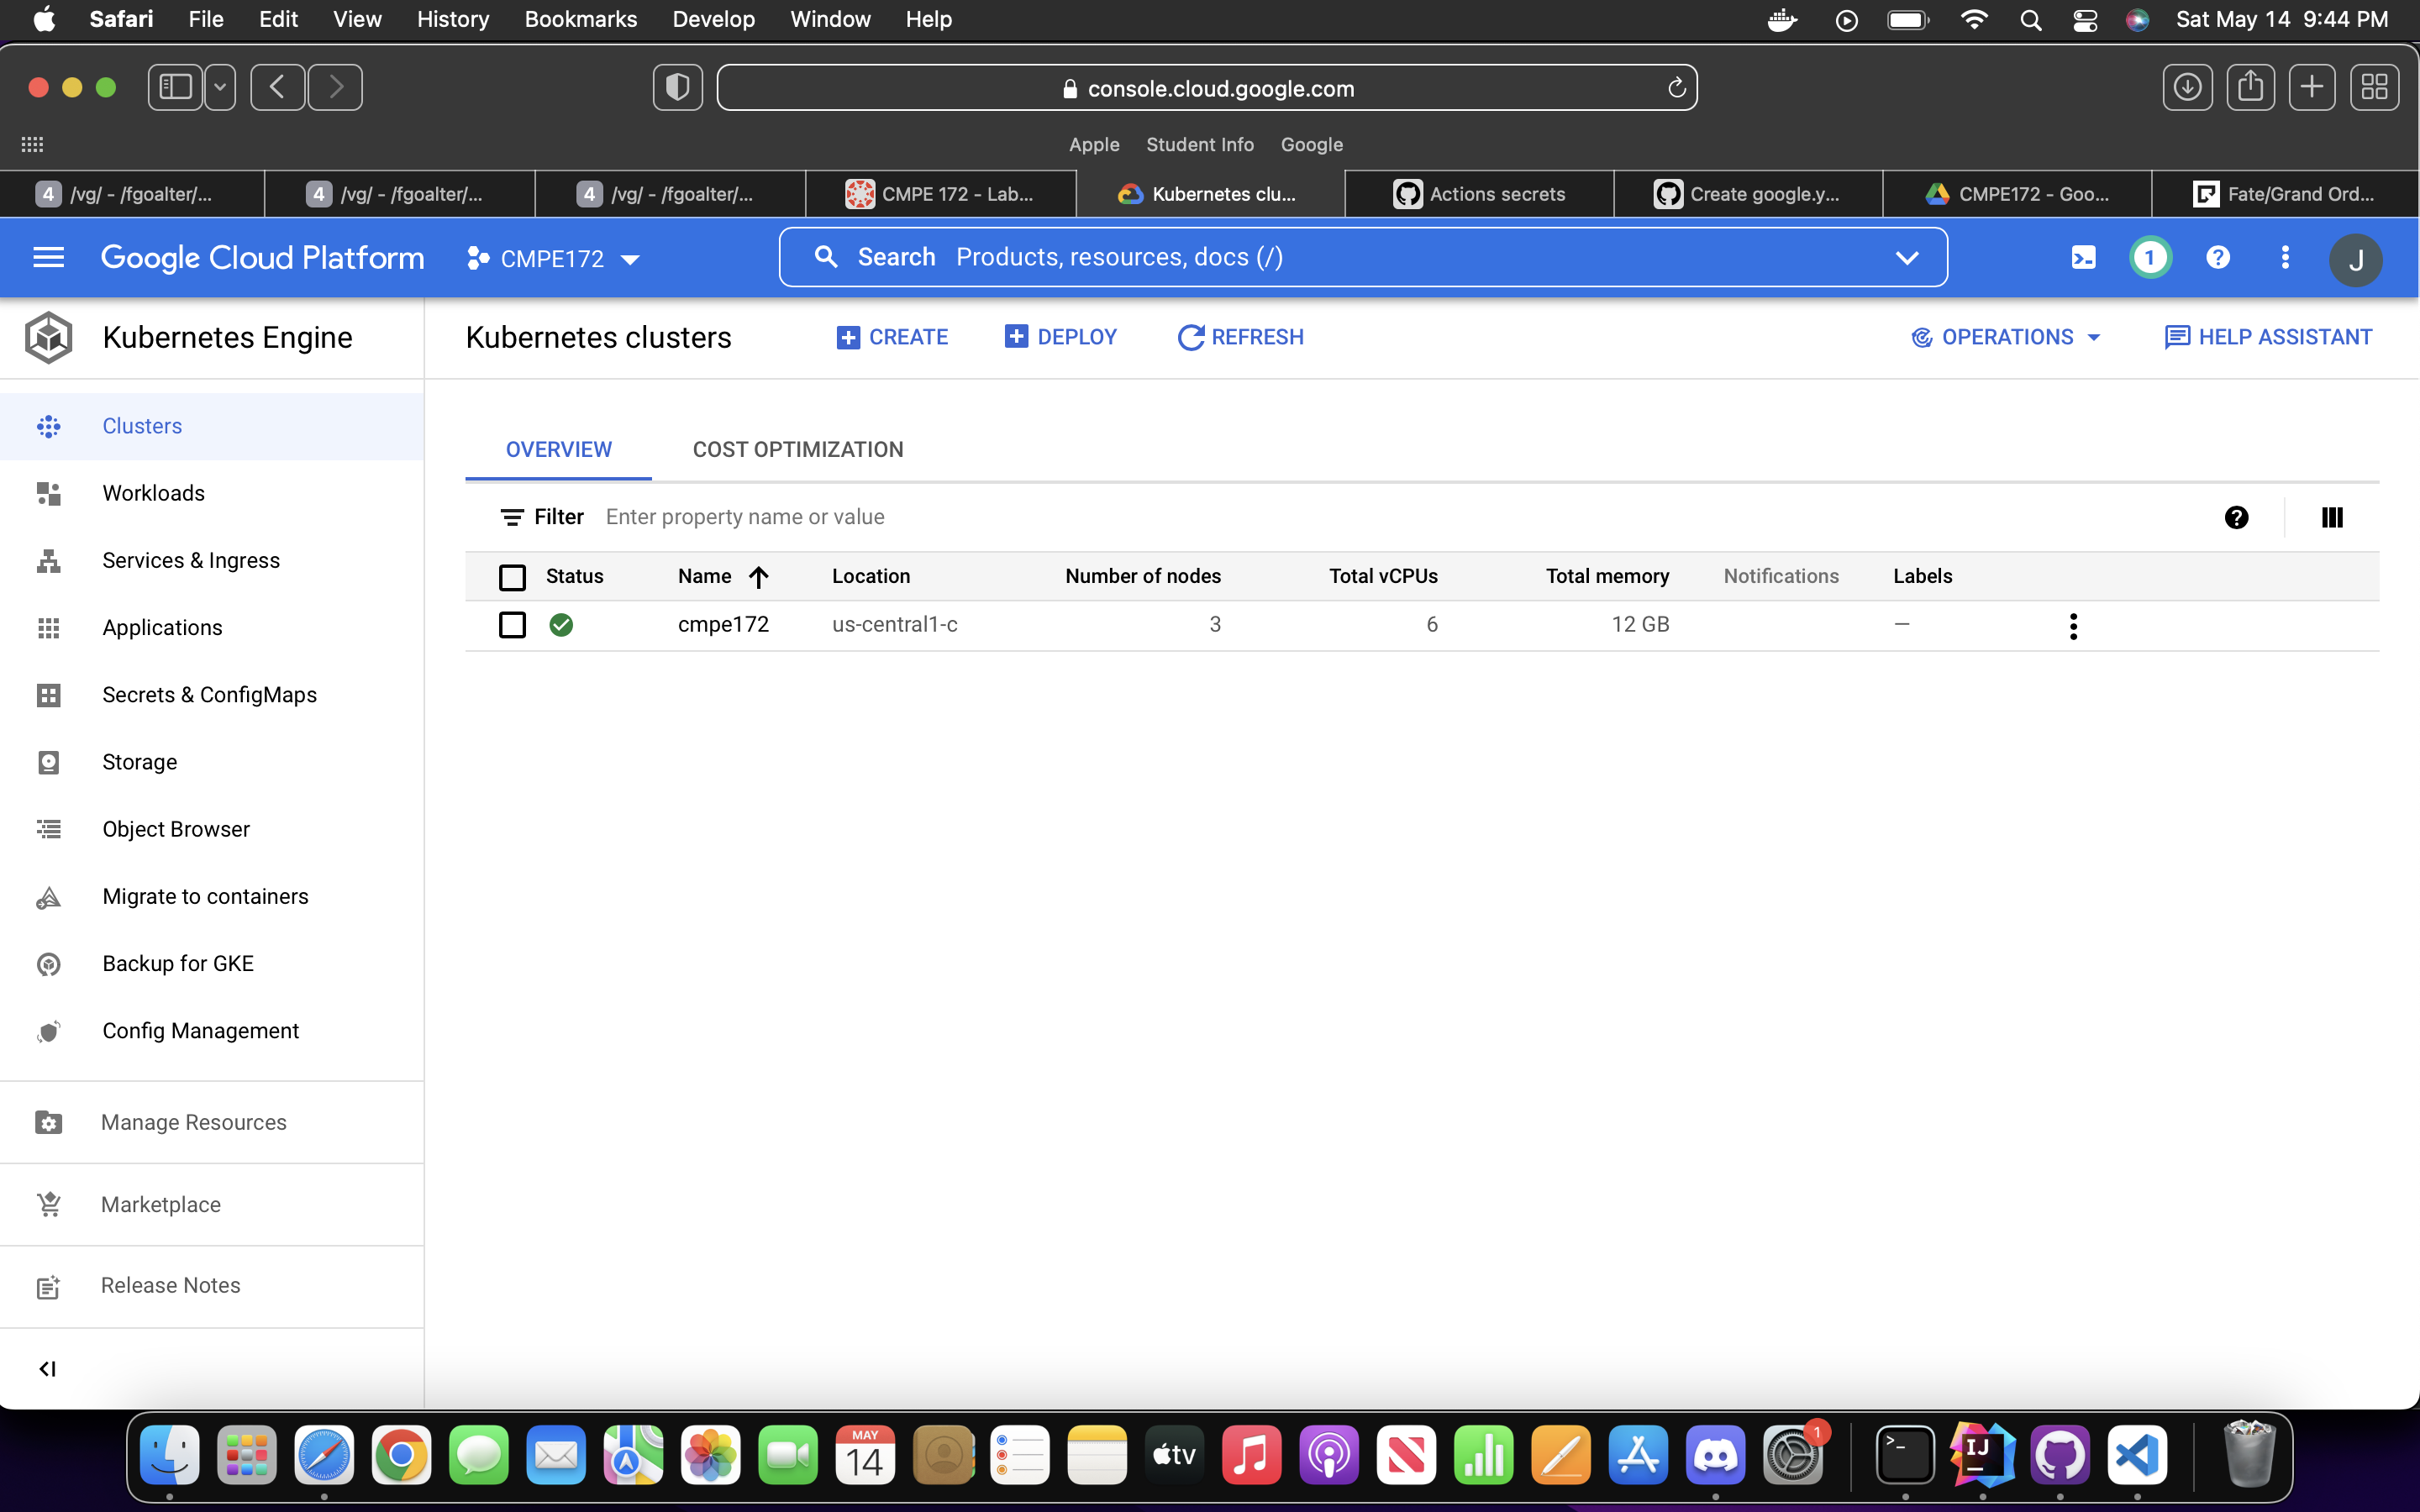 Safari File Edit View History Bookmarks Develop Window Help Sat May 14 9:44 PM
console.cloud.google.com
Apple Student Info Google
4 /vg/ - /fgoalter/... 4 /vg/ - /fgoalter/... 4 /vg/ - /fgoalter/... CMPE 172 - Lab... Kubernetes clu... Actions secrets Create google.y... CMPE172 - Goo... Fate/Grand Ord...
Google Cloud Platform CMPE172 Search Products, resources, docs (/) 1 ? J
Kubernetes Engine Kubernetes clusters CREATE DEPLOY REFRESH OPERATIONS HELP ASSISTANT
Clusters
Workloads
Services & Ingress
Applications
Secrets & ConfigMaps
Storage
Object Browser
Migrate to containers
Backup for GKE
Config Management
Manage Resources
Marketplace
Release Notes
OVERVIEW COST OPTIMIZATION
Filter Enter property name or value ?
Status Name Location Number of nodes Total vCPUs Total memory Notifications Labels
cmpe172 us-central1-c 3 6 12 GB —
MAY
14
tv
1
>_
IJ